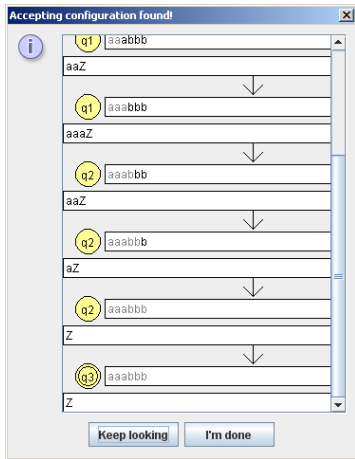 Accepting configuration found!
i
q1 aaabbb
aaZ
q1 aaabbb
aaaZ
q2 aaabbb
aaZ
q2 aaabbb
aZ
q2 aaabbb
Z
q3 aaabbb
Z
Keep looking I'm done